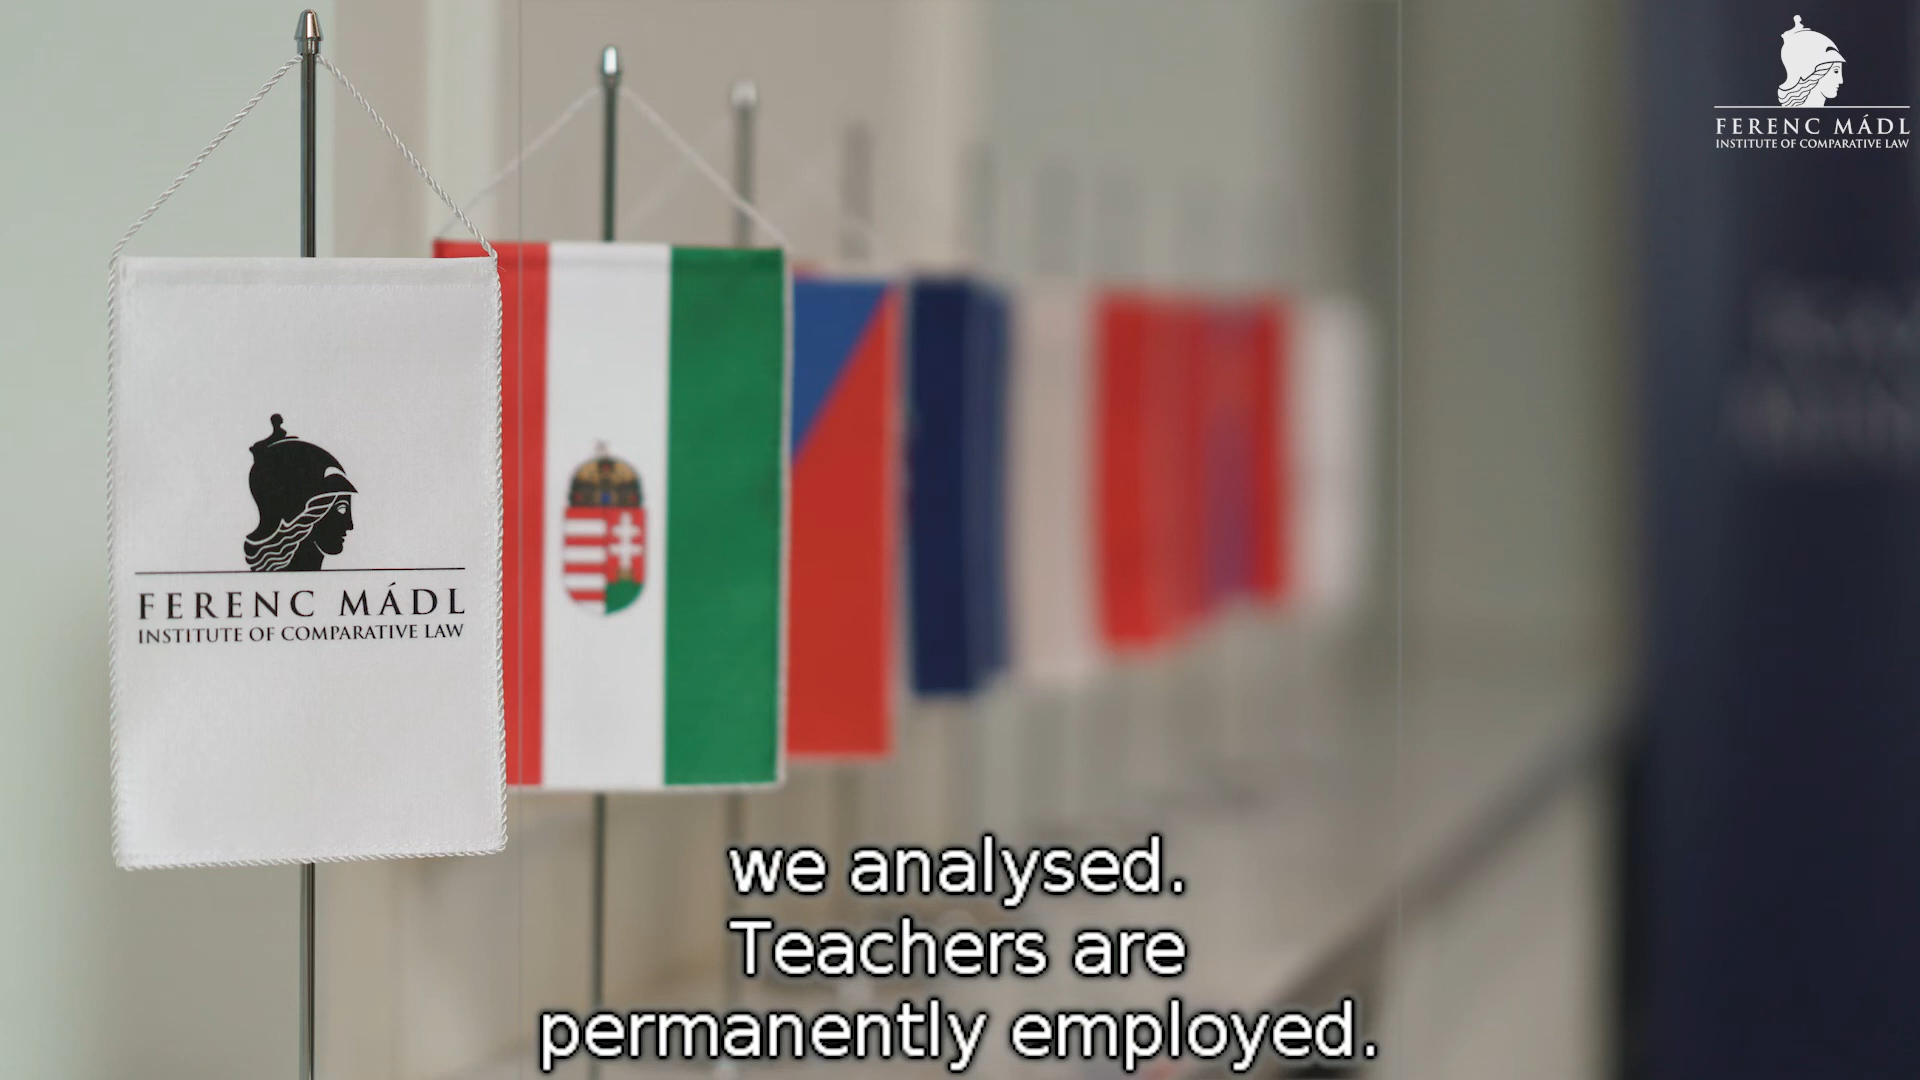 FERENC MÁDL
INSTITUTE OF COMPARATIVE LAW
FERENC MÁDL
INSTITUTE OF COMPARATIVE LAW
we analysed.
Teachers are
permanently employed.